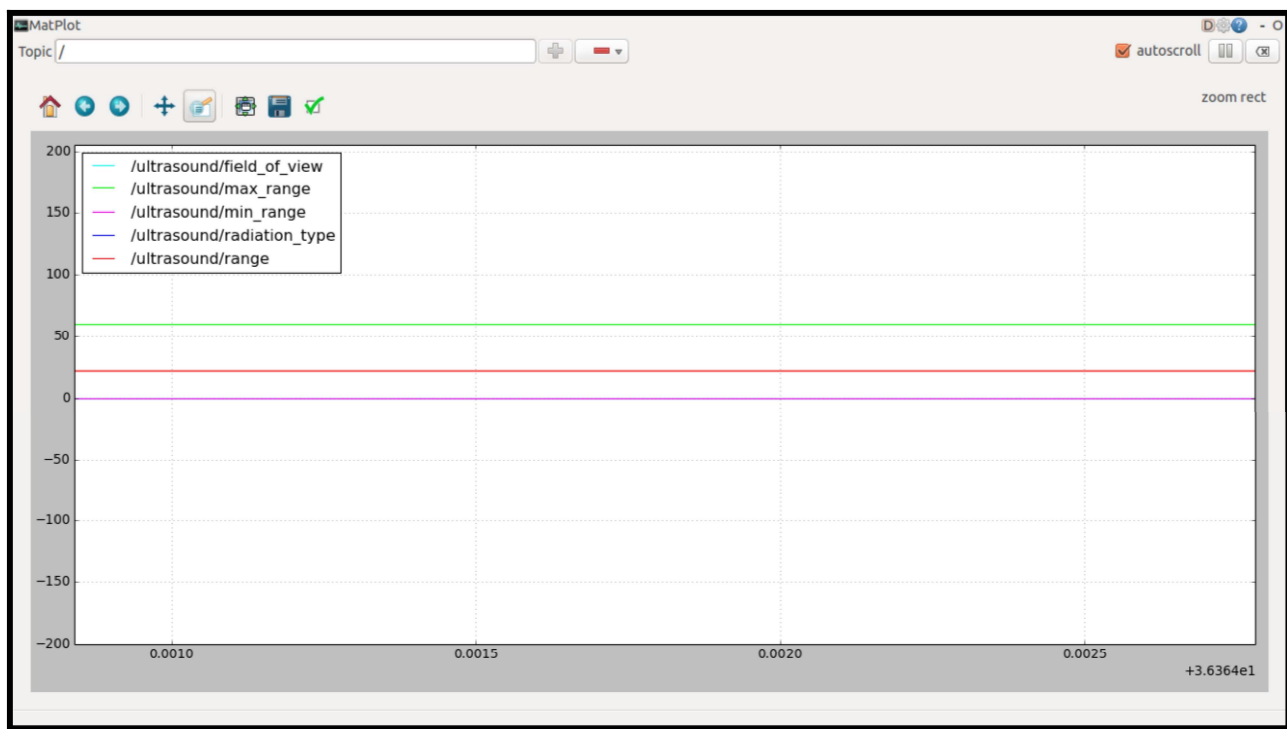 MatPlot
D
?
- O
Topic /
autoscroll
zoom rect
200
150
100
50
0
−50
−100
−150
−200
/ultrasound/field_of_view
/ultrasound/max_range
/ultrasound/min_range
/ultrasound/radiation_type
/ultrasound/range
0.0010 0.0015 0.0020 0.0025
+3.6364e1